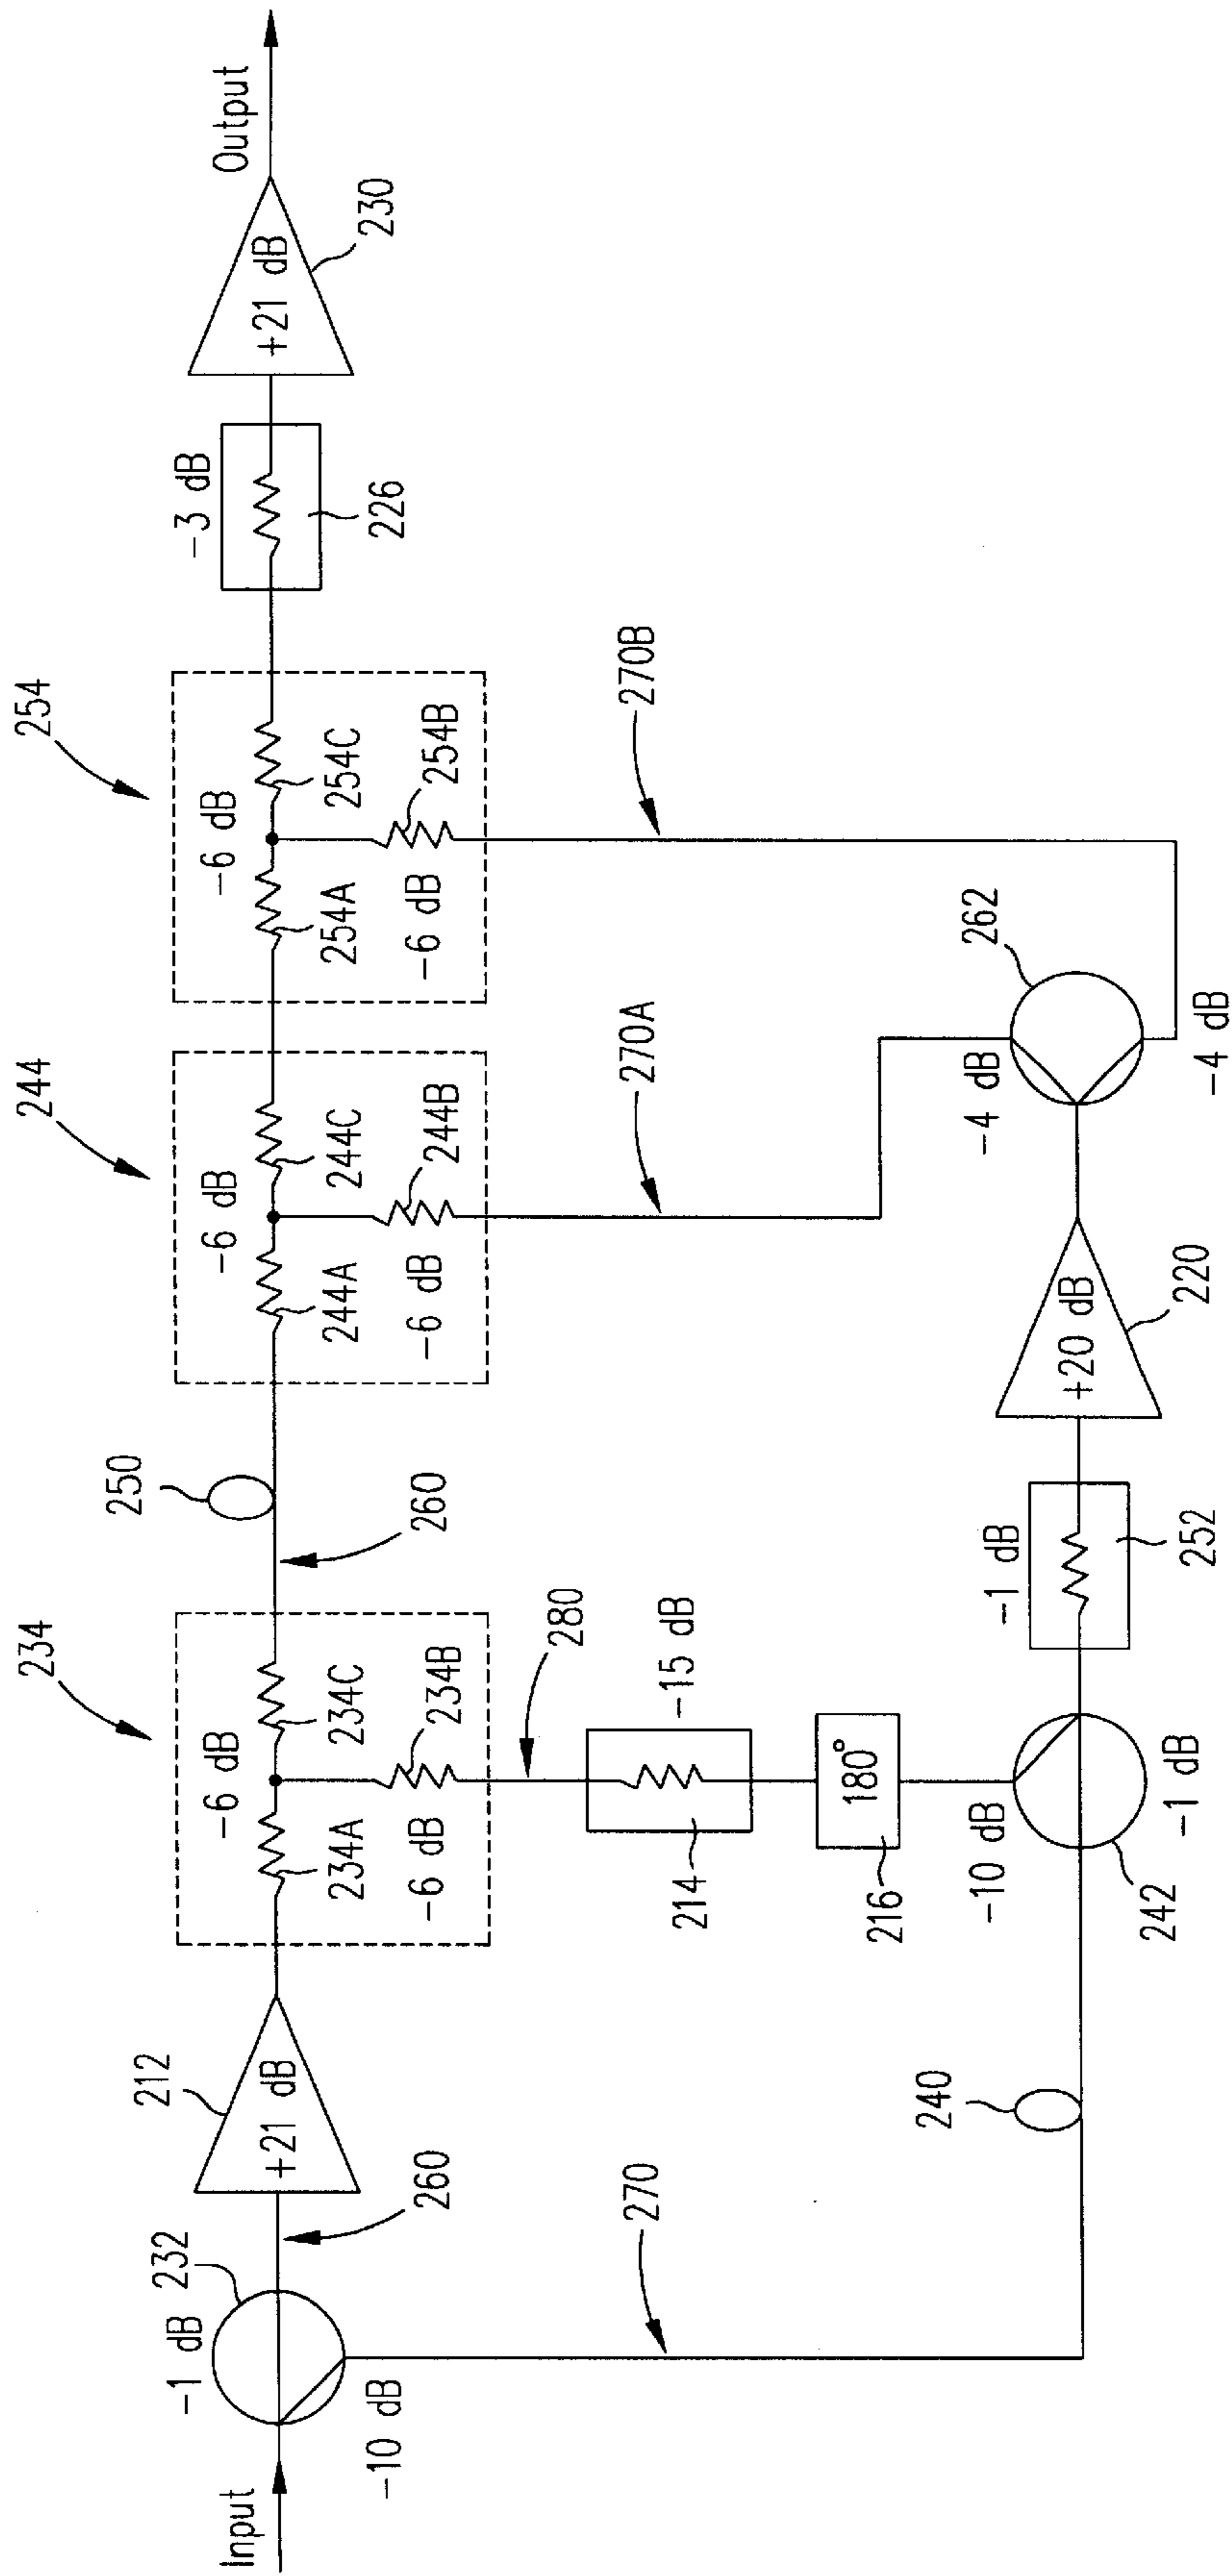 Input
-1 dB
232
-10 dB
260
270
212
+21 dB
240
234
-6 dB
234A
234C
234B
-6 dB
280
-15 dB
214
180°
216
-10 dB
242
-1 dB
260
250
-1 dB
252
+20 dB
220
244
-6 dB
244A
244C
244B
-6 dB
270A
-4 dB
262
-4 dB
254
-6 dB
254A
254C
254B
-6 dB
270B
-3 dB
226
+21 dB
230
Output